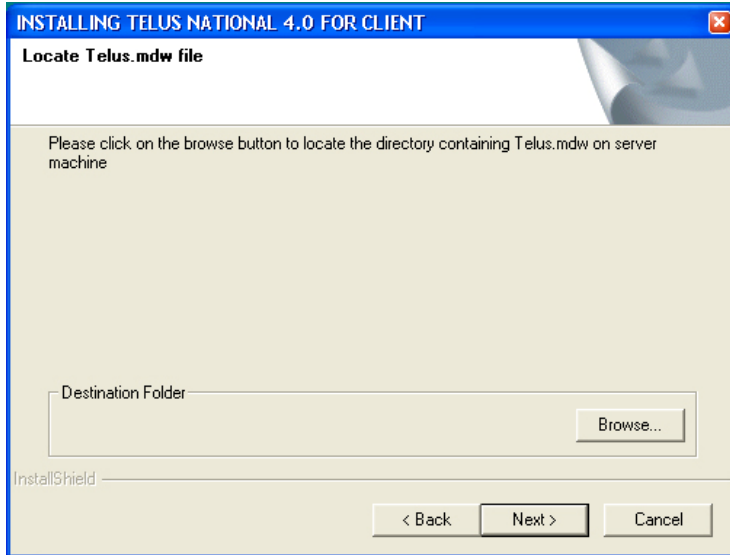 INSTALLING TELUS NATIONAL 4.0 FOR CLIENT
Locate Telus.mdw file
Please click on the browse button to locate the directory containing Telus.mdw on server
machine
Destination Folder
Browse...
InstallShield
< Back
Next >
Cancel